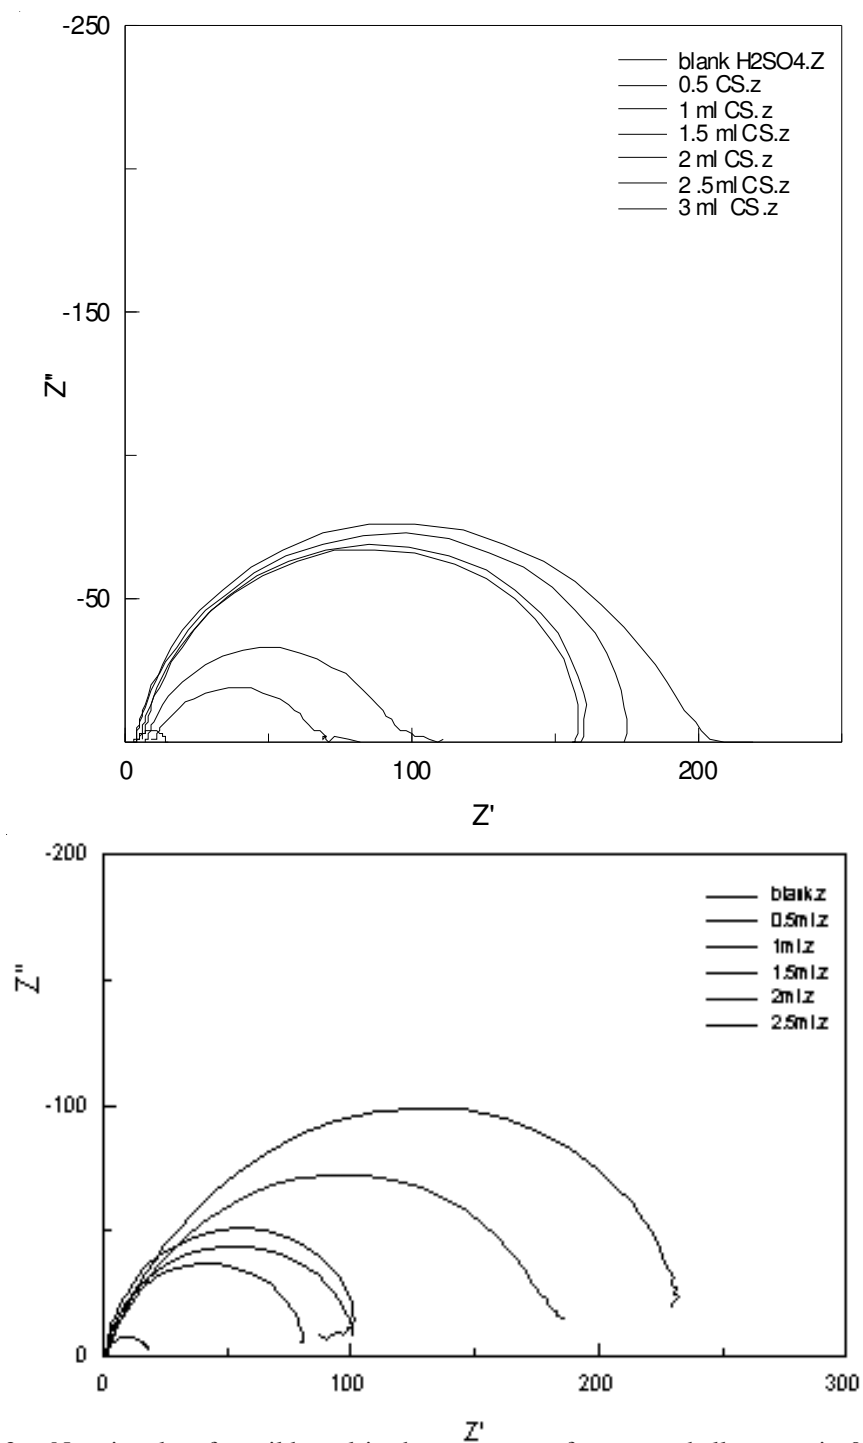 -250
blank H2SO4.Z
0.5 CS.z
1 ml CS.z
1.5 ml CS.z
2 ml CS.z
2 .5ml CS.z
3 ml CS.z
-150
Z"
-50
0 100 200
Z'
-200
blank.z
0.5ml.z
1ml.z
1.5ml.z
2ml.z
2.5ml.z
Z"
-100
0
0 100 200 300
Z'